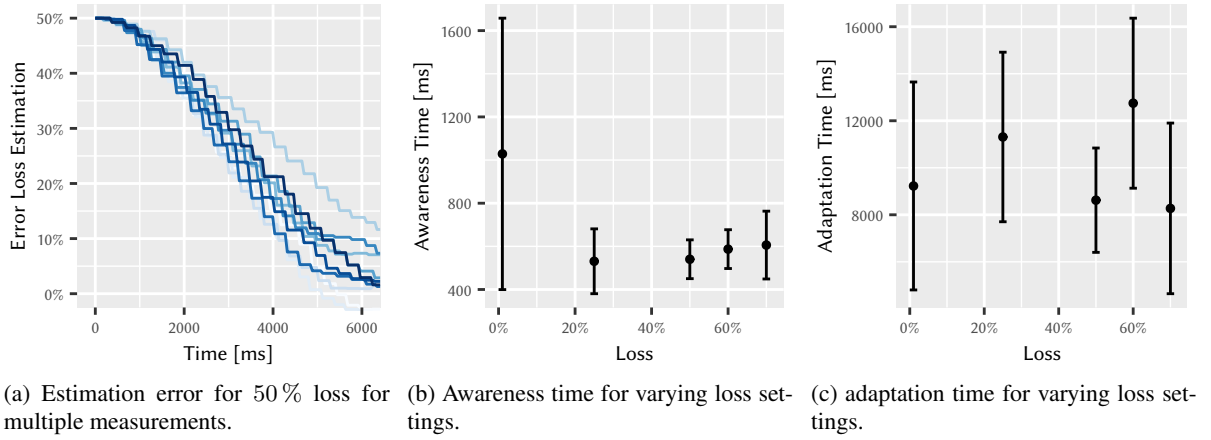 50%
40%
30%
20%
10%
0%
Error Loss Estimation
0 2000 4000 6000
Time [ms]
1600
1200
800
400
Awareness Time [ms]
0% 20% 40% 60%
Loss
16000
12000
8000
Adaptation Time [ms]
0% 20% 40% 60%
Loss
(a) Estimation error for 50 % loss for
multiple measurements.
(b) Awareness time for varying loss set-
tings.
(c) adaptation time for varying loss set-
tings.